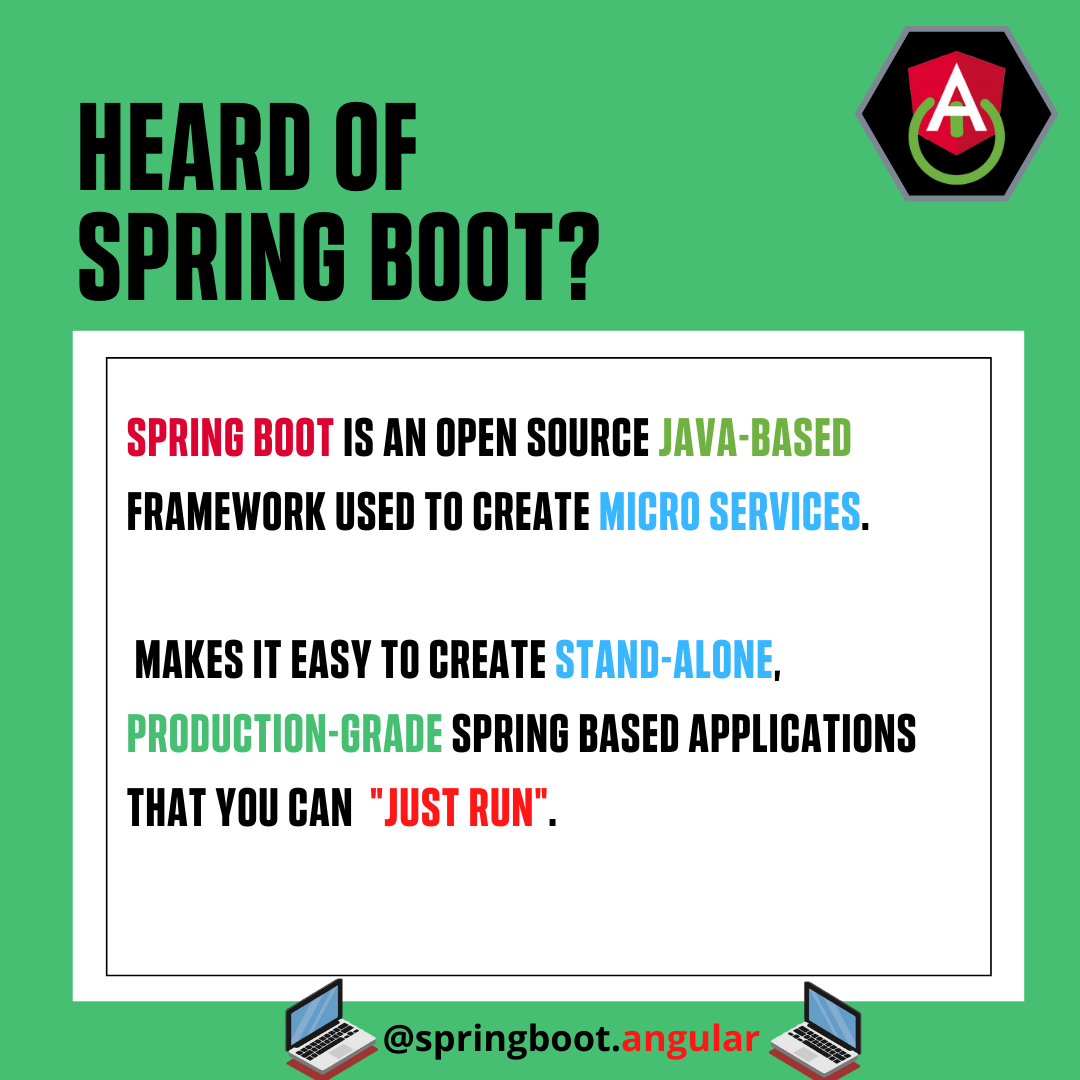 HEARD OF
SPRING BOOT?
A
SPRING BOOT IS AN OPEN SOURCE JAVA-BASED
FRAMEWORK USED TO CREATE MICRO SERVICES.
MAKES IT EASY TO CREATE STAND-ALONE,
PRODUCTION-GRADE SPRING BASED APPLICATIONS
THAT YOU CAN "JUST RUN".
@springboot.angular